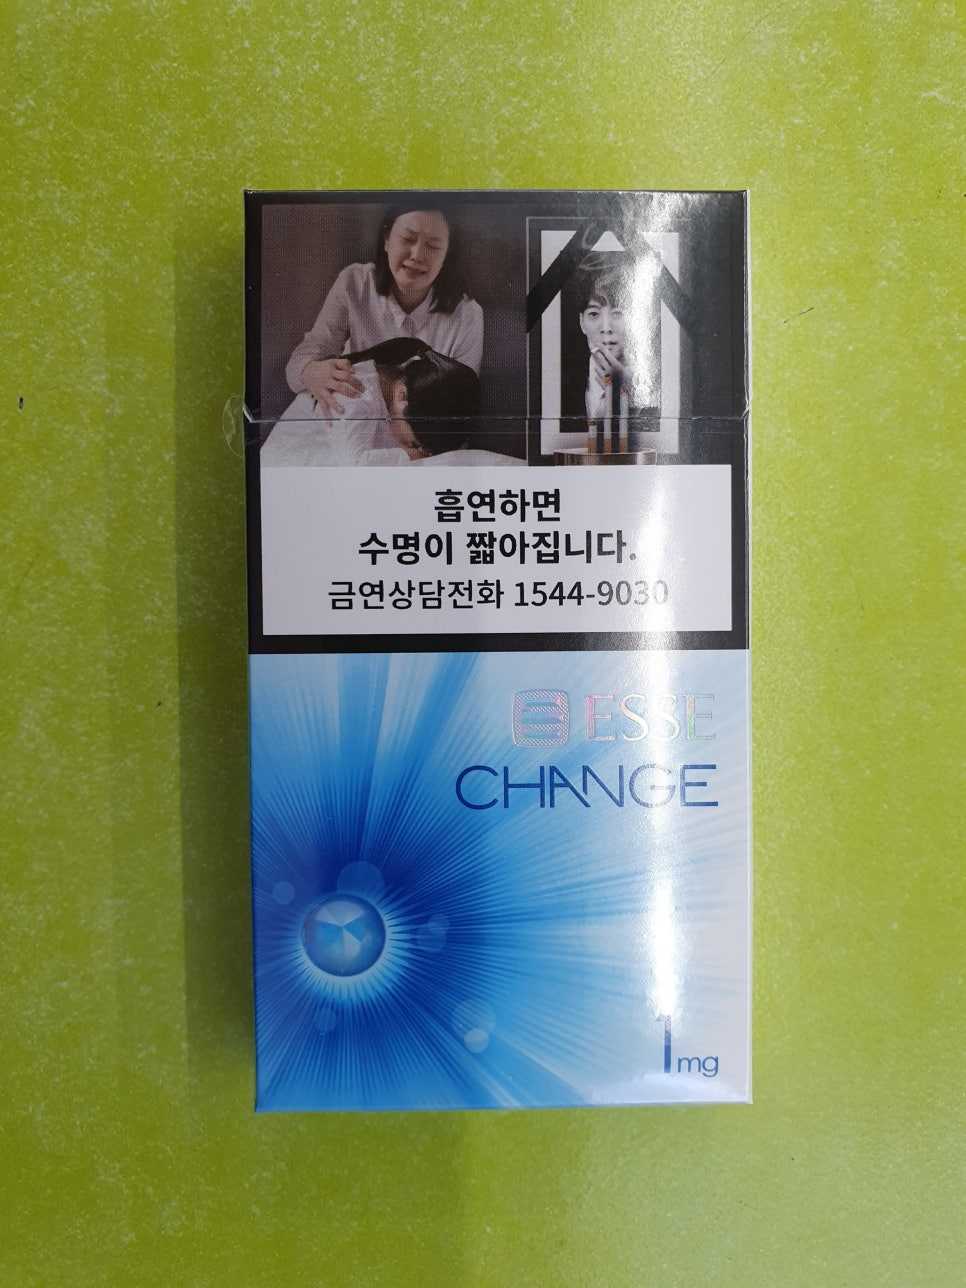 흡연하면
수명이 짧아집니다.
금연상담전화 1544-9030
ESSE
CHANGE
1mg